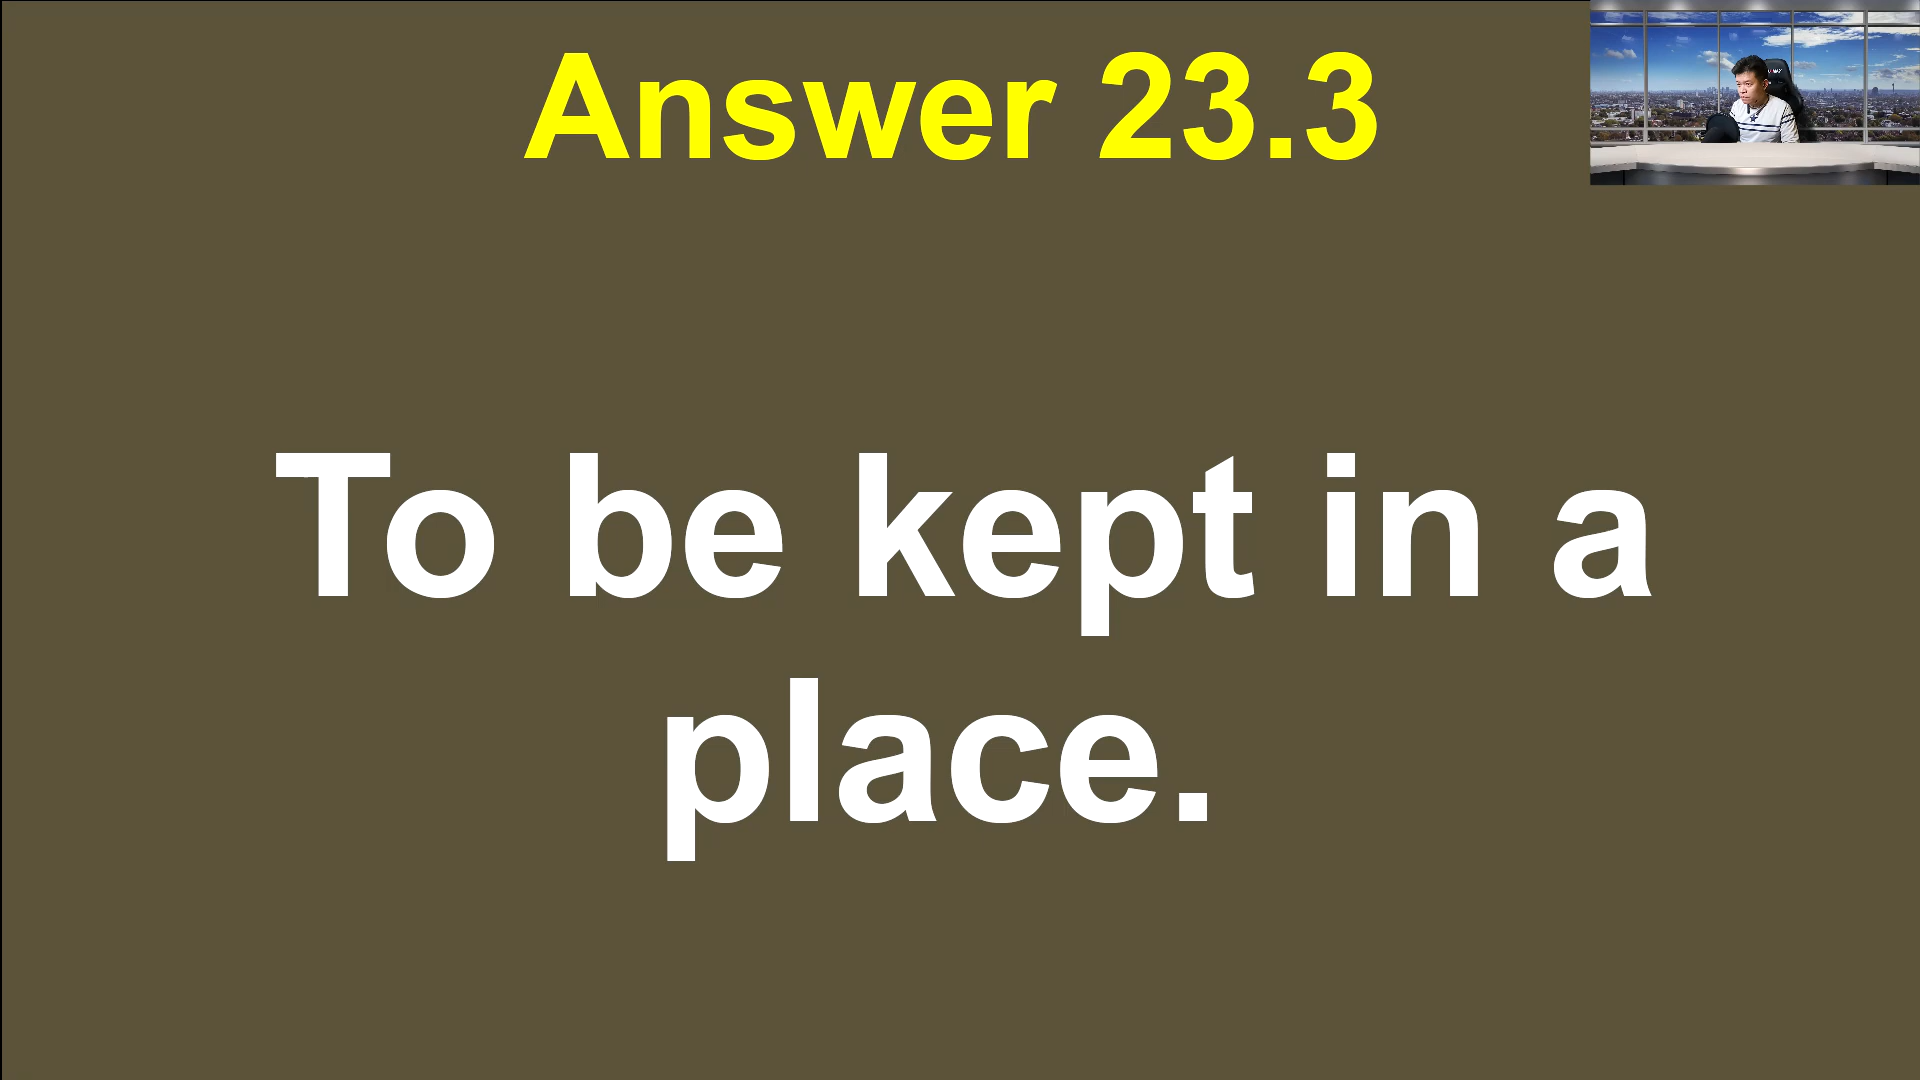 Answer 23.3
To be kept in a
place.